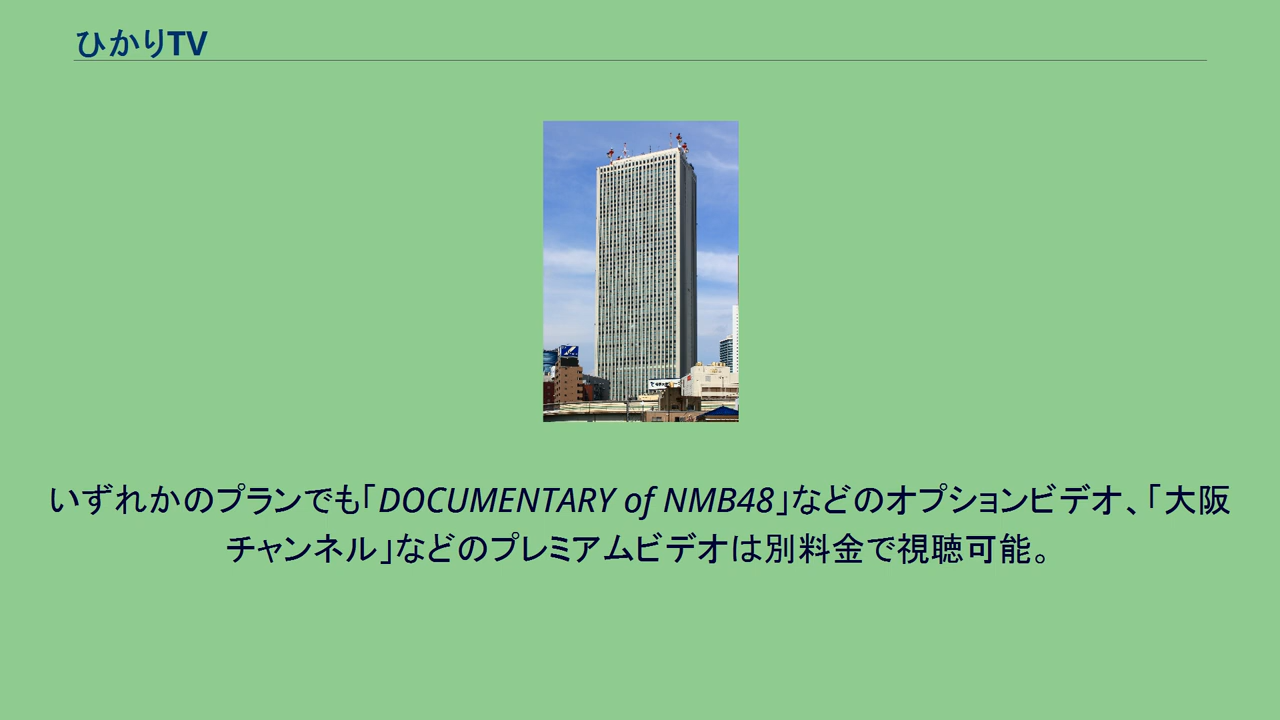 ひかりTV
いずれかのプランでも「DOCUMENTARY of NMB48」などのオプションビデオ、「大阪
チャンネル」などのプレミアムビデオは別料金で視聴可能。